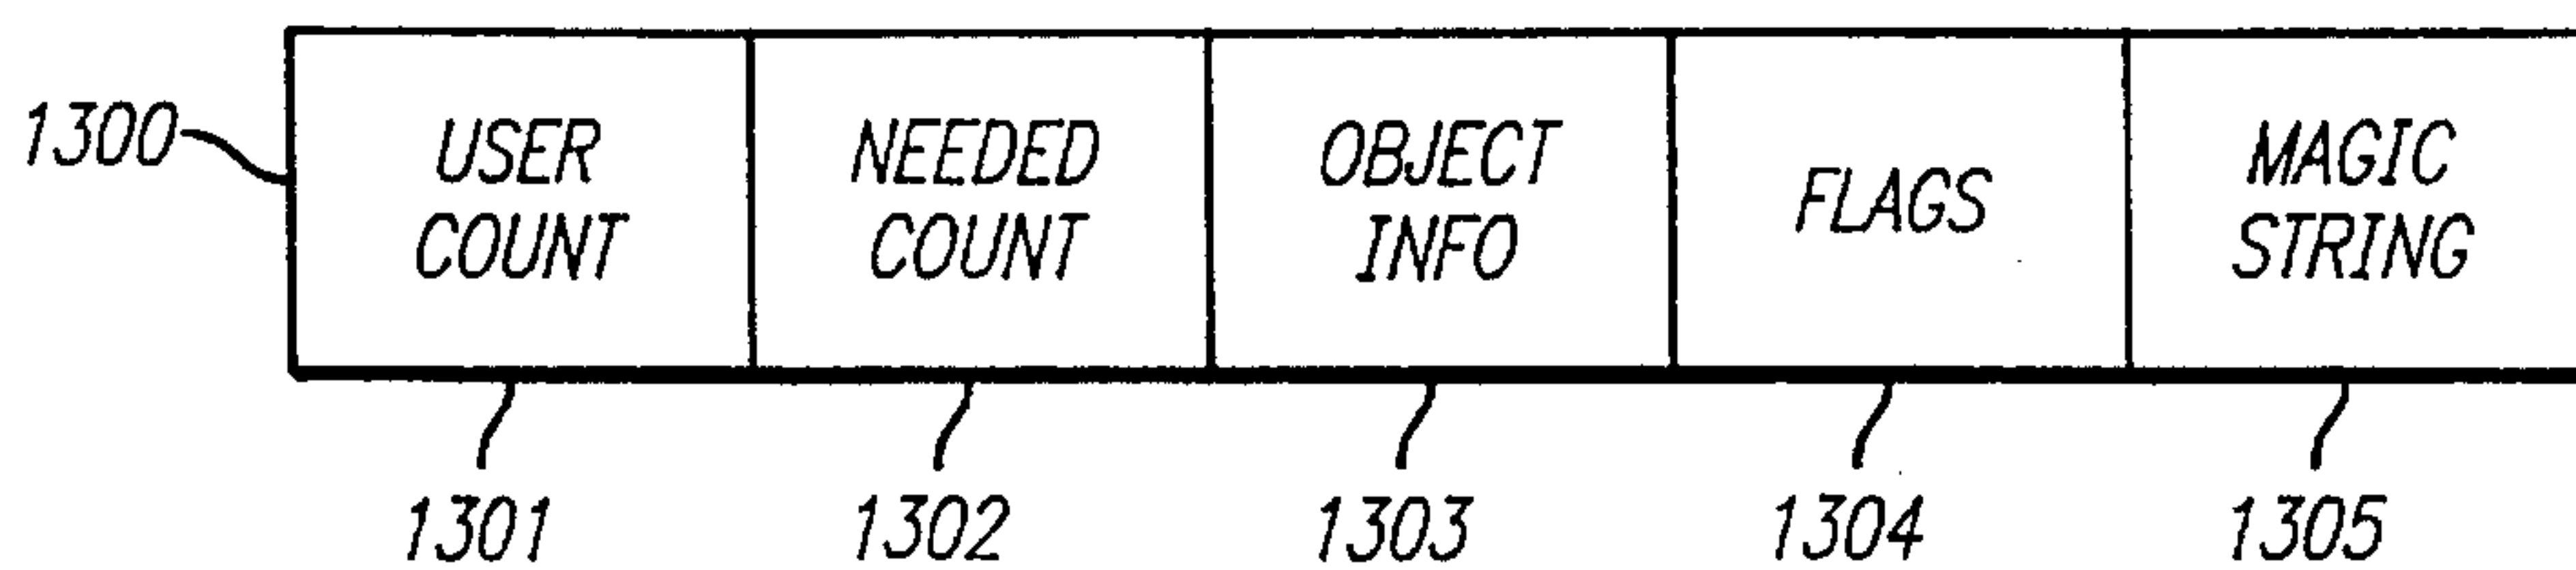 1300
USER
COUNT
NEEDED
COUNT
OBJECT
INFO
FLAGS
MAGIC
STRING
1301
1302
1303
1304
1305